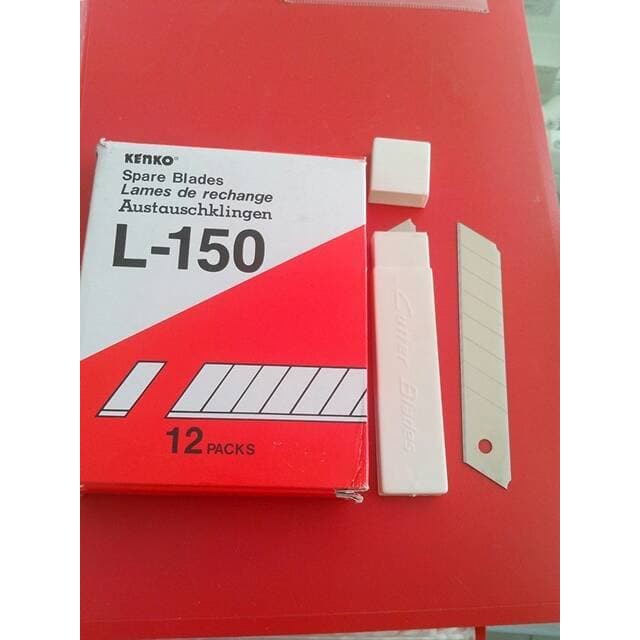 KENKO®
Spare Blades
Lames de rechange
Austauschklingen
L-150
12 PACKS
Cutter Blades